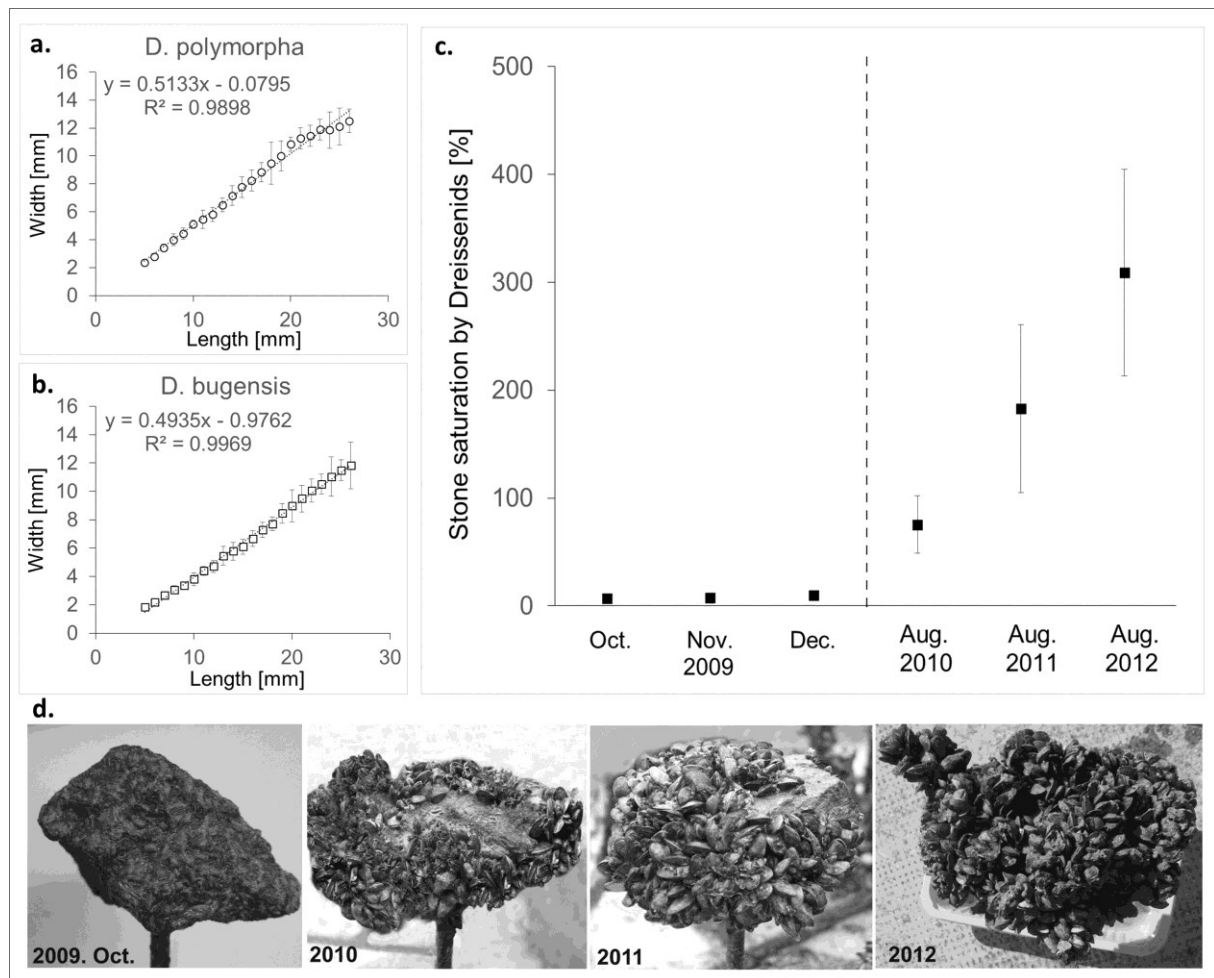 a.
D. polymorpha
y = 0.5133x - 0.0795
R² = 0.9898
16
14
12
10
8
6
4
2
0
Width [mm]
0 10 20 30
Length [mm]
b.
D. bugensis
y = 0.4935x - 0.9762
R² = 0.9969
16
14
12
10
8
6
4
2
0
Width [mm]
0 10 20 30
Length [mm]
c.
500
400
300
200
100
0
Stone saturation by Dreissenids [%]
Oct. Nov. Dec. Aug. Aug. Aug.
2009 2010 2011 2012
d.
2009. Oct. 2010 2011 2012